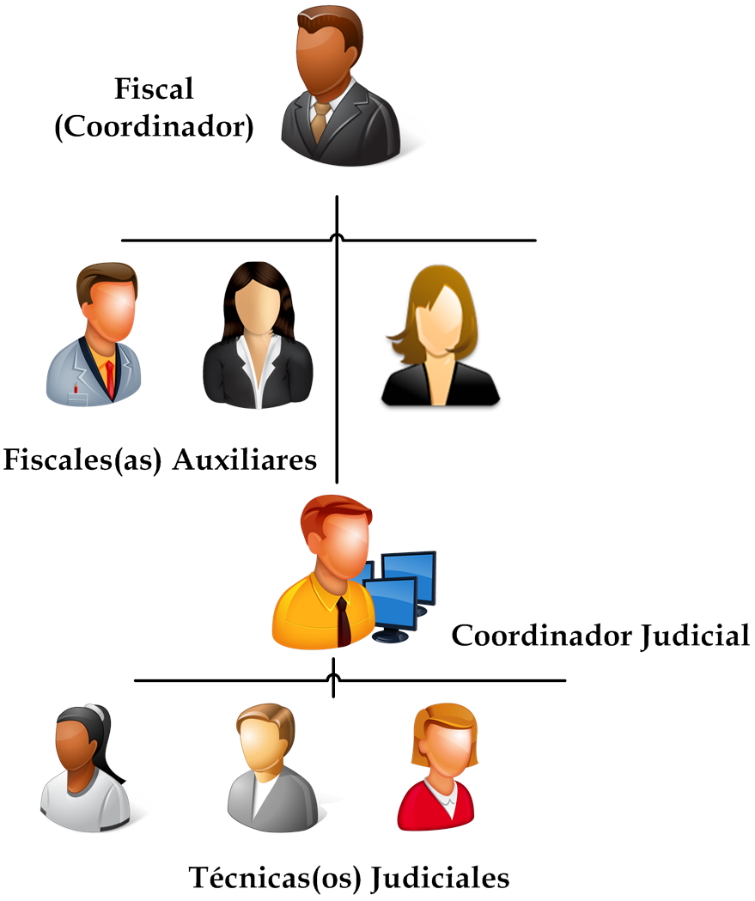 Fiscal
(Coordinador)
Fiscales(as) Auxiliares
Coordinador Judicial
Técnicas(os) Judiciales